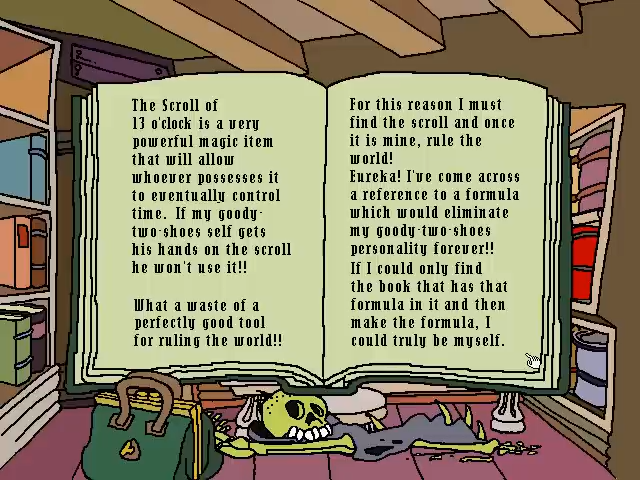 The Scroll of
13 o'clock is a very
powerful magic item
that will allow
whoever possesses it
to eventually control
time. If my goody-
two-shoes self gets
his hands on the scroll
he won't use it!!
What a waste of a
perfectly good tool
for ruling the world!!
For this reason I must
find the scroll and once
it is mine, rule the
world!
Eureka! I've come across
a reference to a formula
which would eliminate
my goody-two-shoes
personality forever!!
If I could only find
the book that has that
formula in it and then
make the formula, I
could truly be myself.